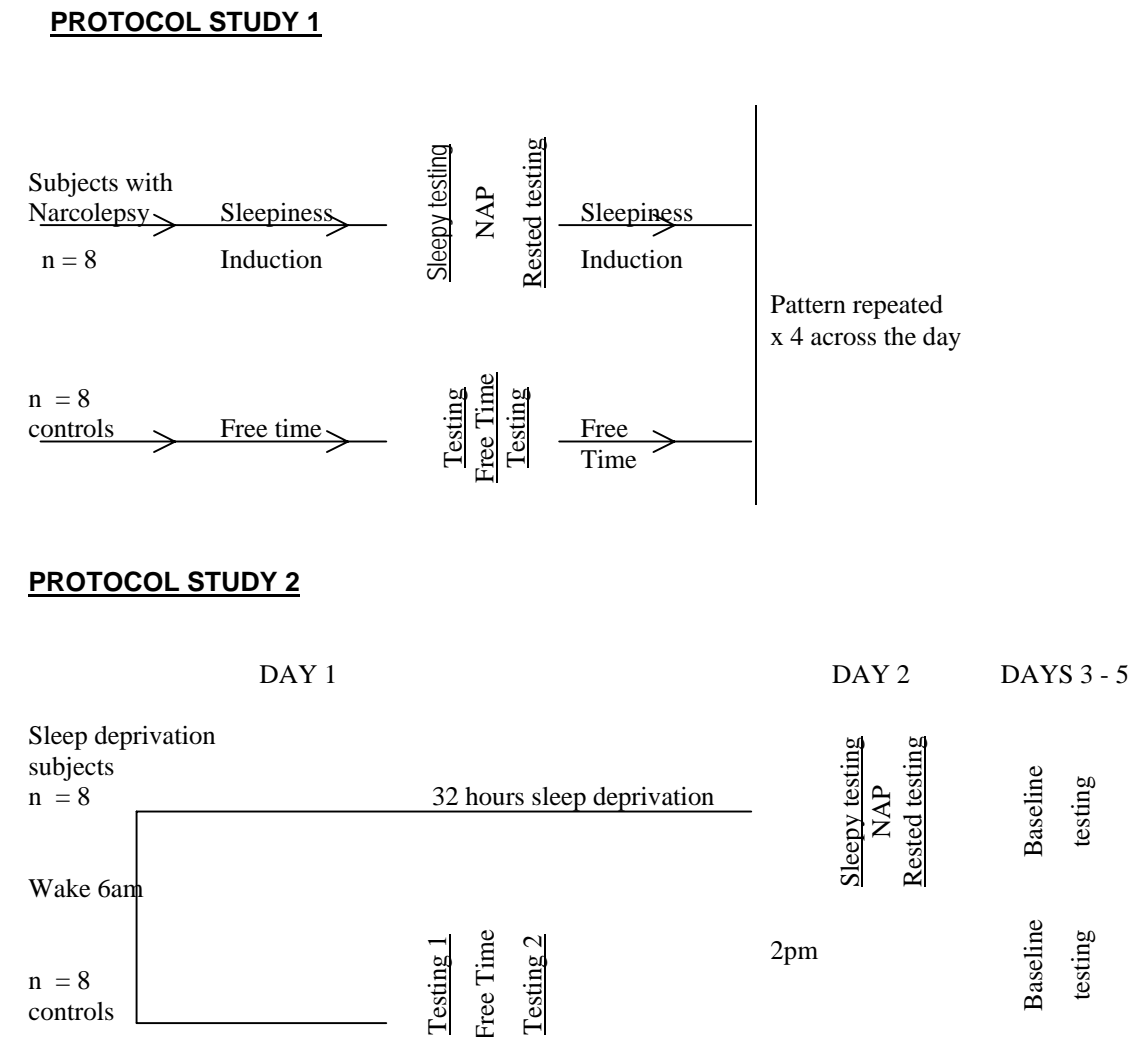 PROTOCOL STUDY 1
Subjects with
Narcolepsy
n = 8
Sleepiness
Induction
Sleepy testing
NAP
Rested testing
Sleepiness
Induction
Pattern repeated
x 4 across the day
n = 8
controls
Free time
Testing
Free Time
Testing
Free
Time
PROTOCOL STUDY 2
DAY 1
DAY 2
DAYS 3 - 5
Sleep deprivation
subjects
n = 8
32 hours sleep deprivation
Sleepy testing
NAP
Rested testing
Baseline
testing
Wake 6am
n = 8
controls
Testing 1
Free Time
Testing 2
2pm
Baseline
testing